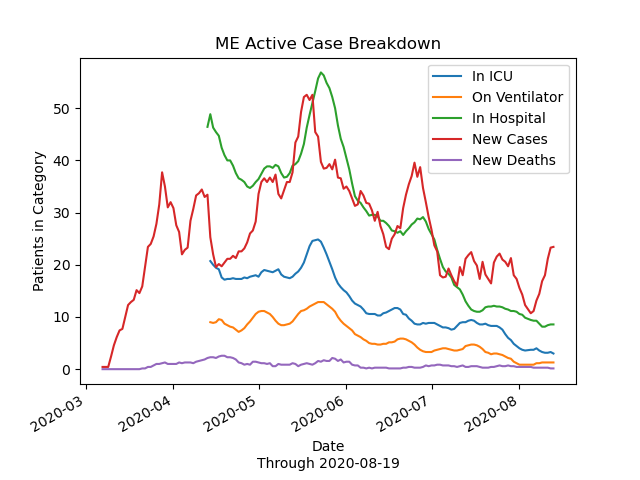 ME Active Case Breakdown
Patients in Category
50
40
30
20
10
0
In ICU
On Ventilator
In Hospital
New Cases
New Deaths
2020-03
2020-04
2020-05
2020-06
2020-07
2020-08
Date
Through 2020-08-19